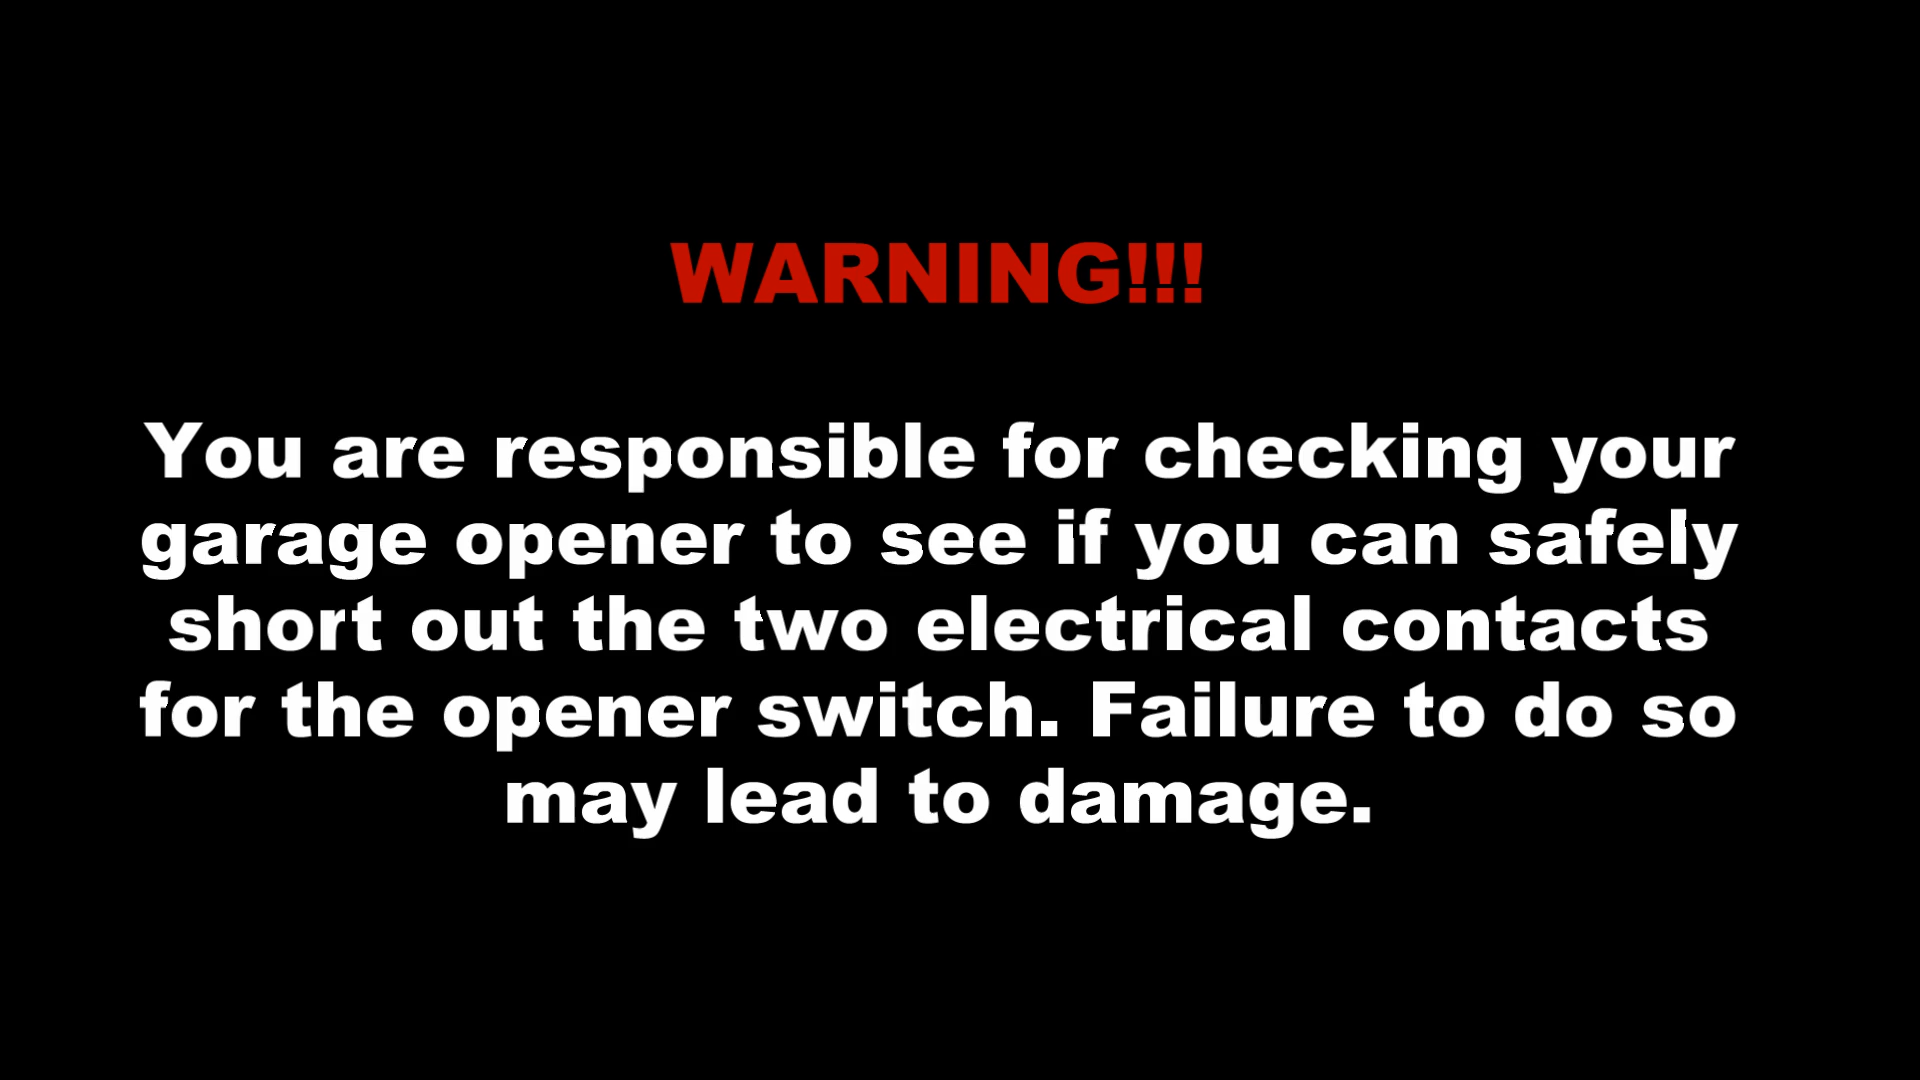 WARNING!!!
You are responsible for checking your
garage opener to see if you can safely
short out the two electrical contacts
for the opener switch. Failure to do so
may lead to damage.